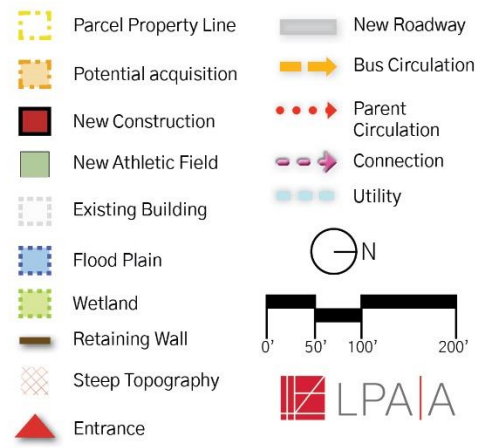 Parcel Property Line
Potential acquisition
New Construction
New Athletic Field
Existing Building
Flood Plain
Wetland
Retaining Wall
Steep Topography
Entrance
New Roadway
Bus Circulation
Parent
Circulation
Connection
Utility
N
0' 50' 100' 200'
LPA|A